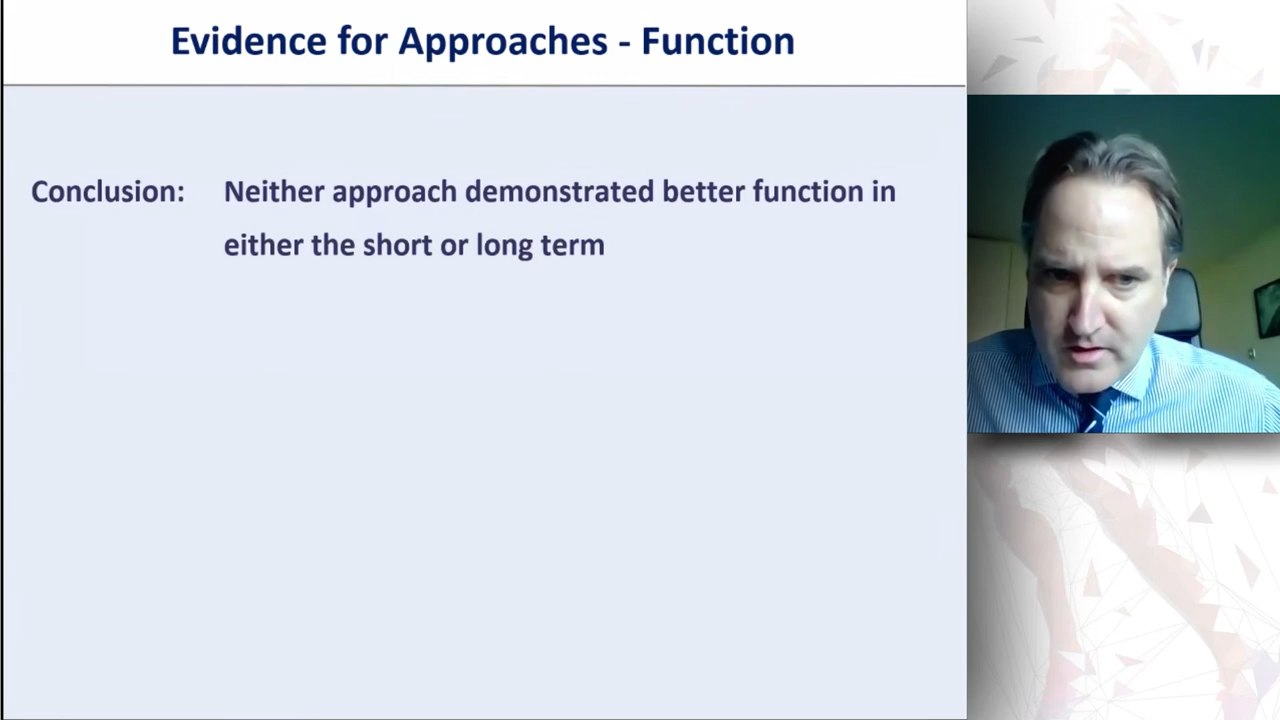 Evidence for Approaches - Function
Conclusion: Neither approach demonstrated better function in
either the short or long term